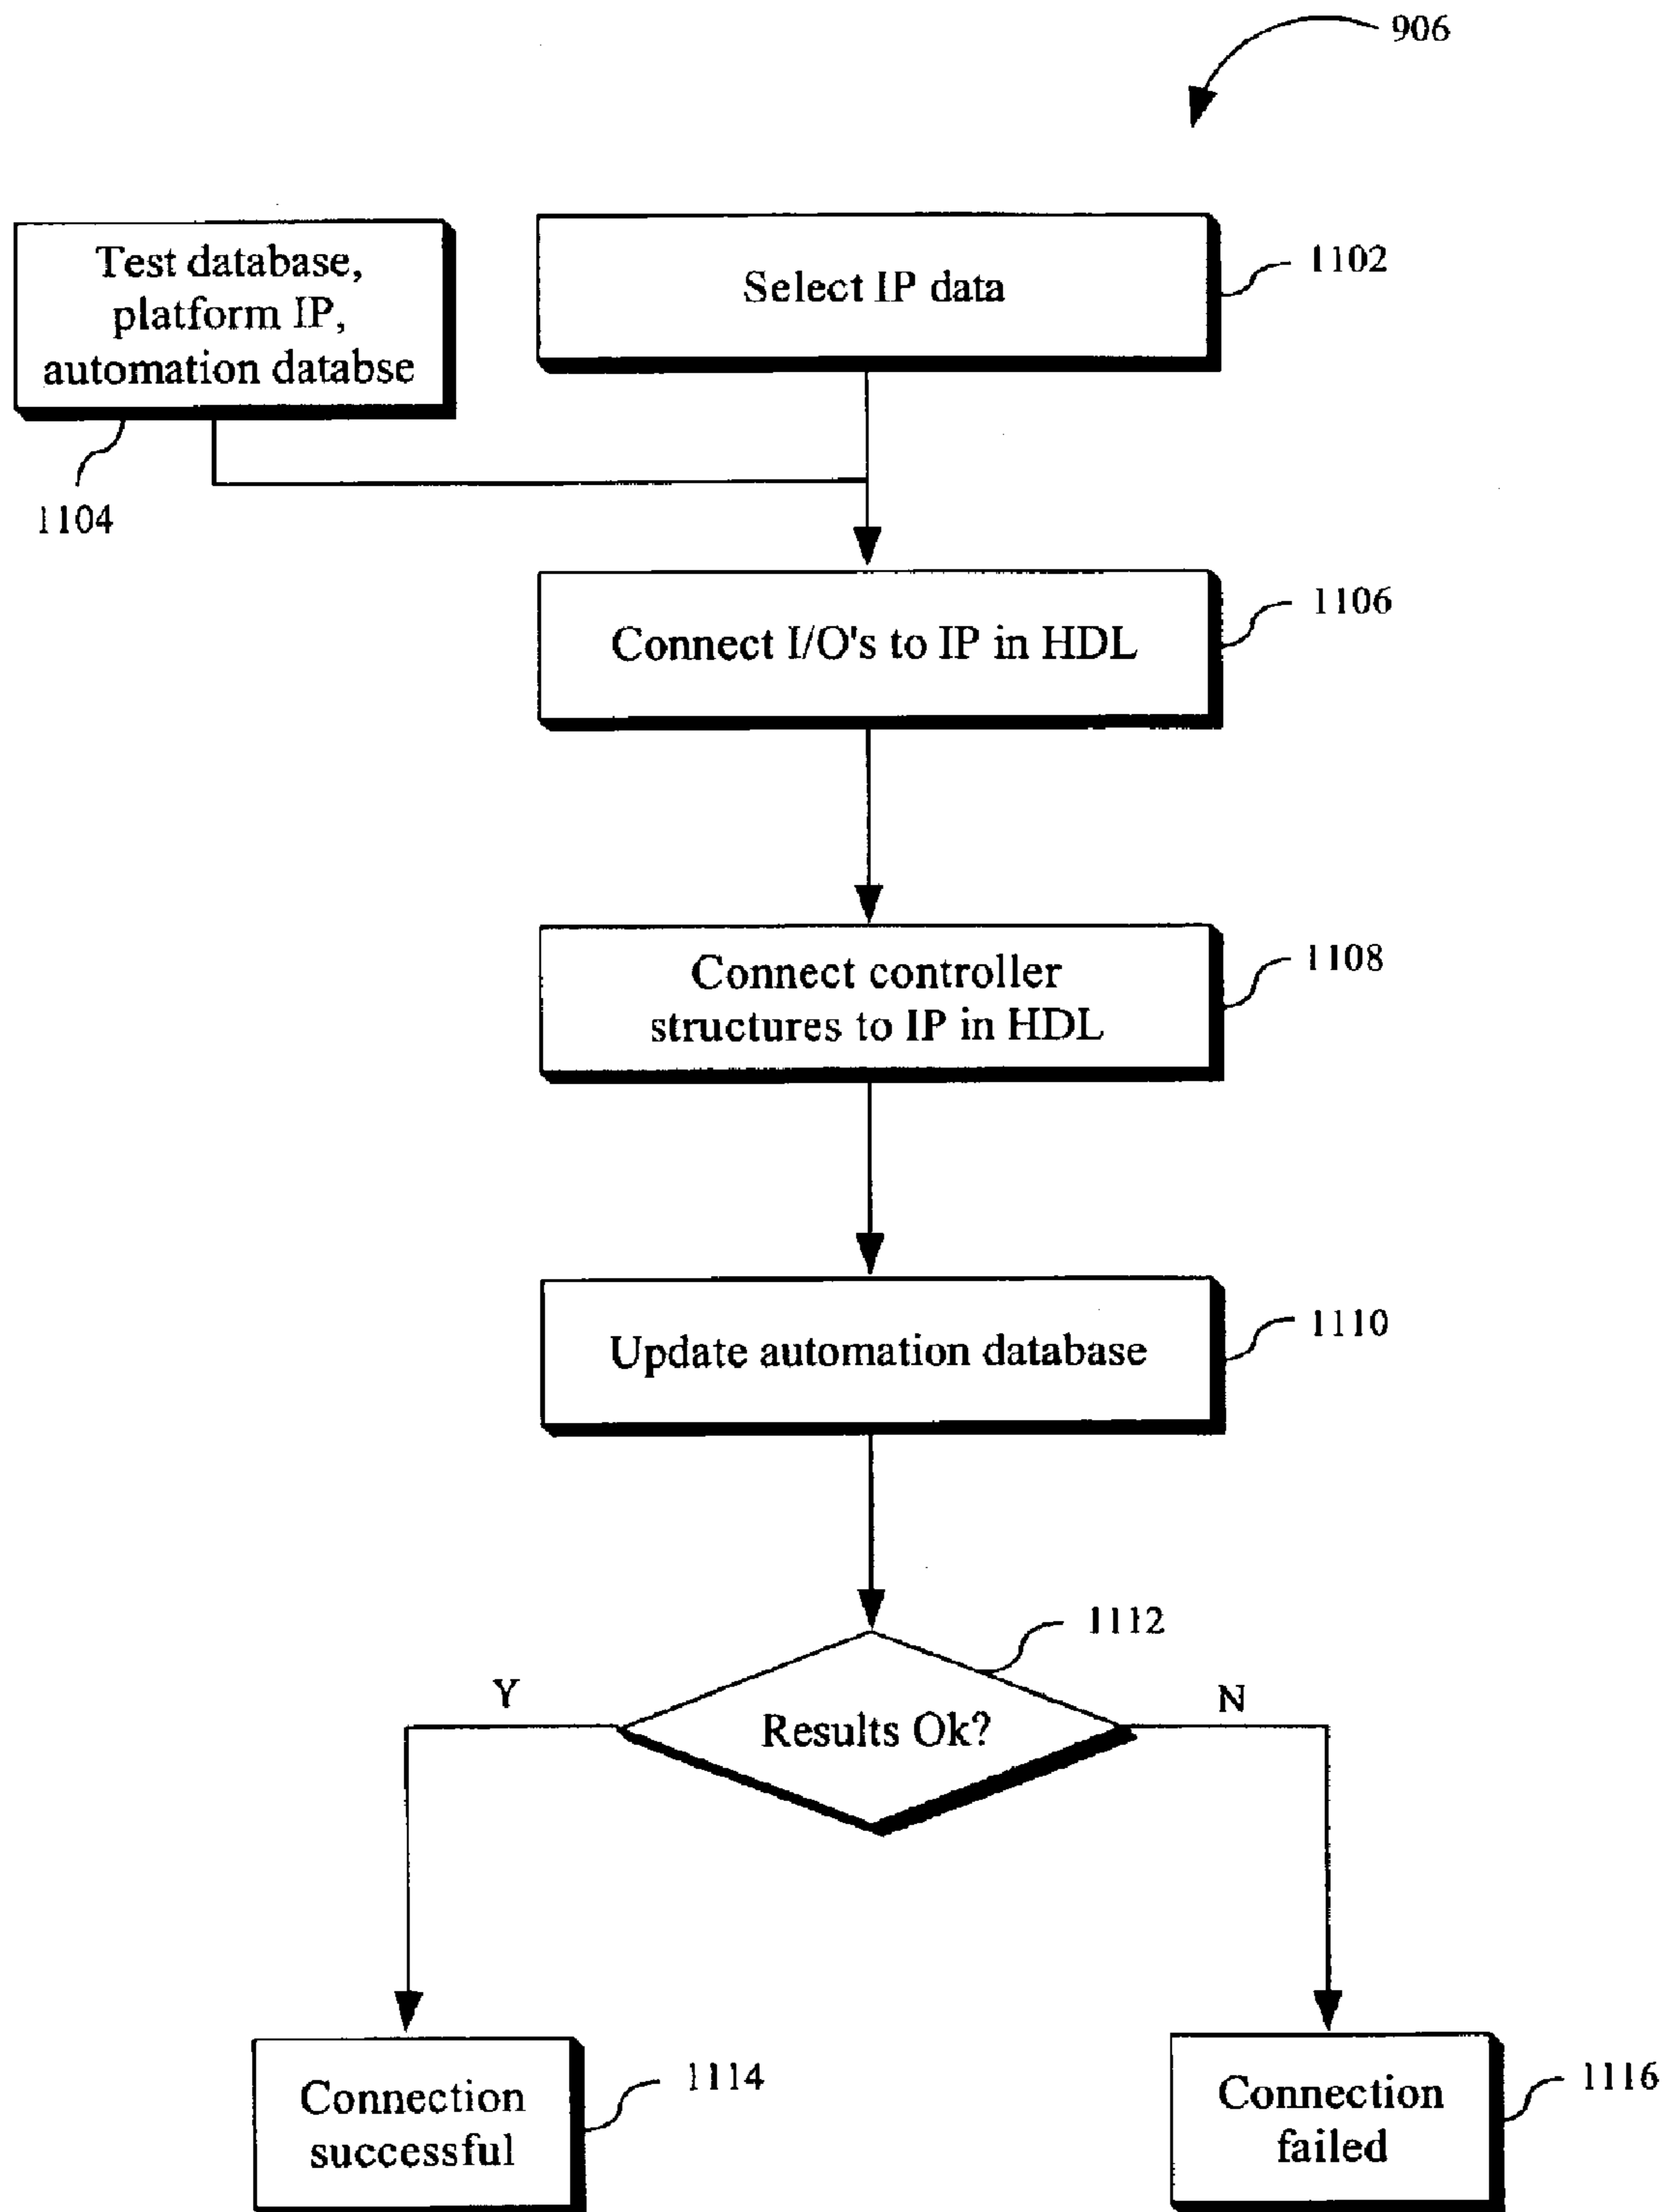 906
Test database,
platform IP,
automation databse
1104
Select IP data
1102
Connect I/O's to IP in HDL
1106
Connect controller
structures to IP in HDL
1108
Update automation database
1110
1112
Y
Results Ok?
N
Connection
successful
1114
Connection
failed
1116